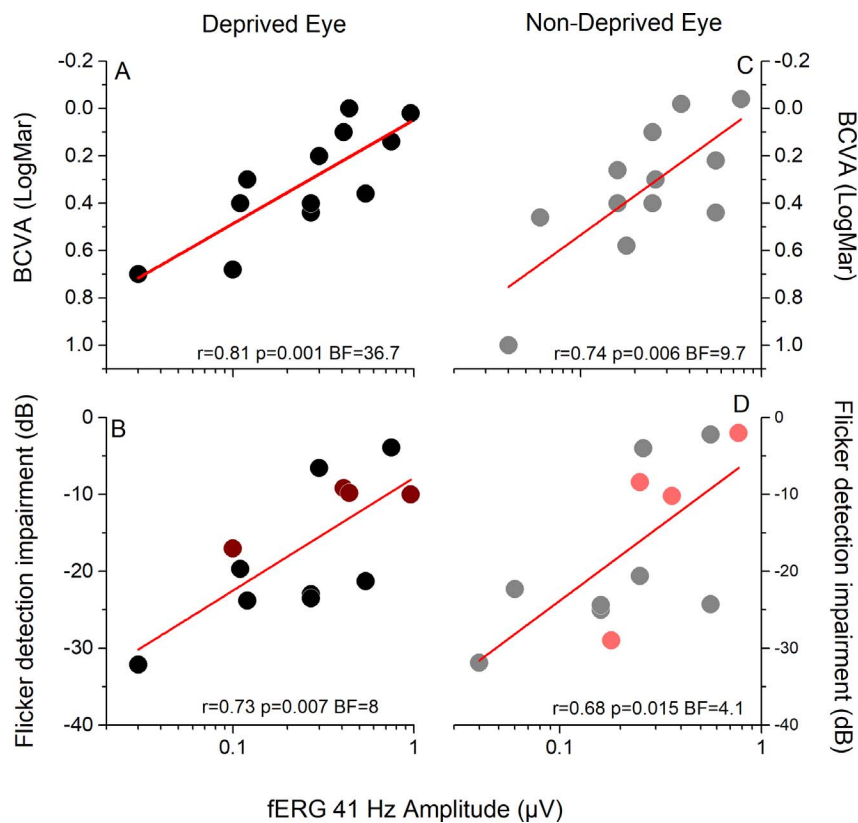 Deprived Eye
Non-Deprived Eye
A
BCVA (LogMar)
-0.2
0.0
0.2
0.4
0.6
0.8
1.0
r=0.81 p=0.001 BF=36.7
C
BCVA (LogMar)
-0.2
0.0
0.2
0.4
0.6
0.8
1.0
r=0.74 p=0.006 BF=9.7
B
Flicker detection impairment (dB)
0
-10
-20
-30
-40
r=0.73 p=0.007 BF=8
0.1
1
D
Flicker detection impairment (dB)
0
-10
-20
-30
-40
r=0.68 p=0.015 BF=4.1
0.1
1
fERG 41 Hz Amplitude (µV)